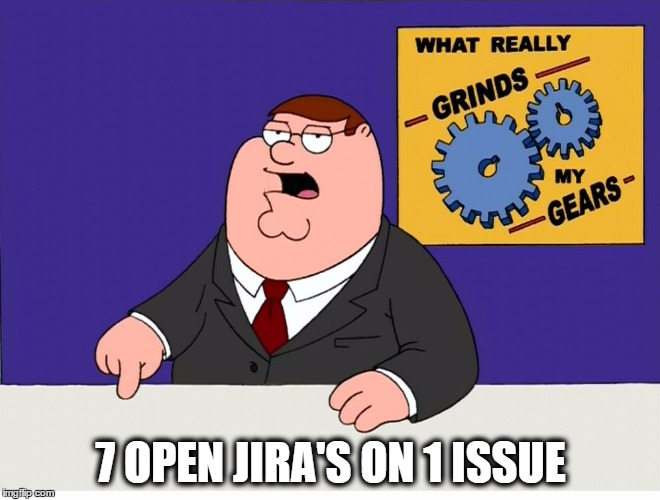 WHAT REALLY
GRINDS
MY
GEARS
7 OPEN JIRA'S ON 1 ISSUE
imgflip.com